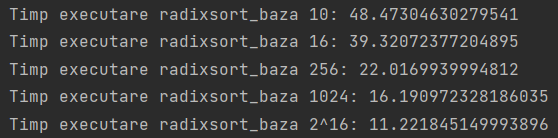 Timp executare radixsort_baza 10: 48.47304630279541
Timp executare radixsort_baza 16: 39.32072377204895
Timp executare radixsort_baza 256: 22.0169939994812
Timp executare radixsort_baza 1024: 16.190972328186035
Timp executare radixsort_baza 2^16: 11.221845149993896